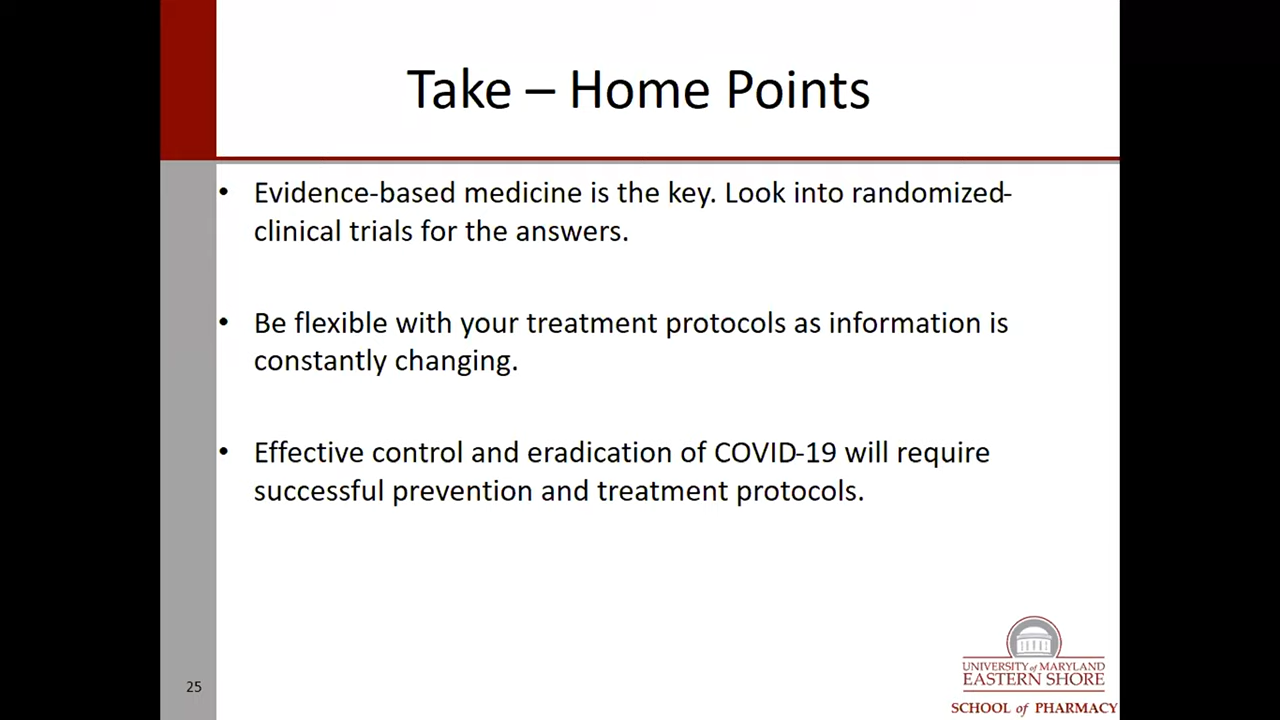 Take – Home Points
• Evidence-based medicine is the key. Look into randomized-
clinical trials for the answers.
• Be flexible with your treatment protocols as information is
constantly changing.
• Effective control and eradication of COVID-19 will require
successful prevention and treatment protocols.
25
UNIVERSITY of MARYLAND
EASTERN SHORE
SCHOOL of PHARMACY